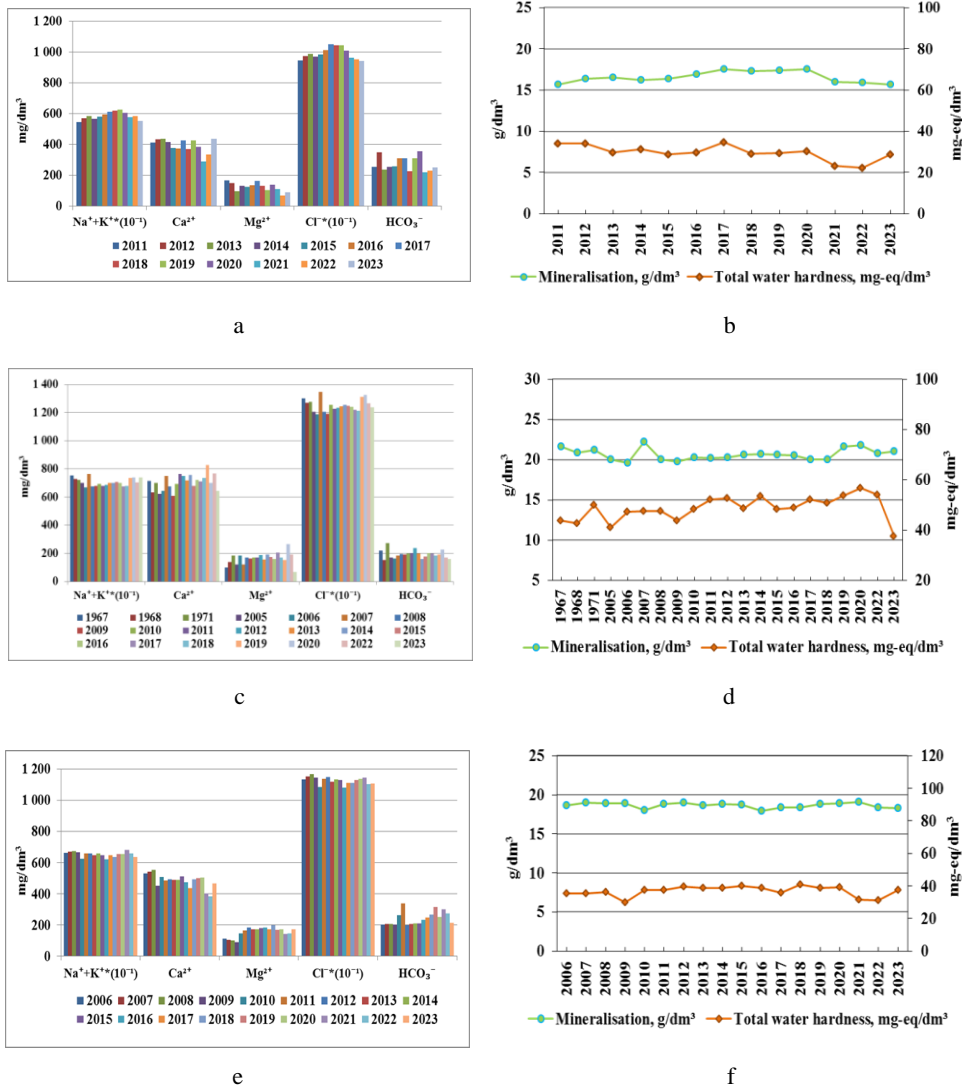 1 200
1 000
800
600
400
200
0
mg/dm³
Na⁺+K⁺*(10⁻¹) Ca²⁺ Mg²⁺ Cl⁻*(10⁻¹) HCO₃⁻
2011 2012 2013 2014 2015 2016 2017
2018 2019 2020 2021 2022 2023
a
25
20
15
10
5
0
g/dm³
100
80
60
40
20
0
mg-eq/dm³
2011 2012 2013 2014 2015 2016 2017 2018 2019 2020 2021 2022 2023
Mineralisation, g/dm³ Total water hardness, mg-eq/dm³
b
1 400
1 200
1 000
800
600
400
200
0
mg/dm³
Na⁺+K⁺*(10⁻¹) Ca²⁺ Mg²⁺ Cl⁻*(10⁻¹) HCO₃⁻
1967 1968 1971 2005 2006 2007 2008
2009 2010 2011 2012 2013 2014 2015
2016 2017 2018 2019 2020 2022 2023
c
30
25
20
15
10
5
g/dm³
100
80
60
40
20
mg-eq/dm³
1967 1968 1971 2005 2006 2007 2008 2009 2010 2011 2012 2013 2014 2015 2016 2017 2018 2019 2020 2022 2023
Mineralisation, g/dm³ Total water hardness, mg-eq/dm³
d
1 200
1 000
800
600
400
200
0
mg/dm³
Na⁺+K⁺*(10⁻¹) Ca²⁺ Mg²⁺ Cl⁻*(10⁻¹) HCO₃⁻
2006 2007 2008 2009 2010 2011 2012 2013 2014
2015 2016 2017 2018 2019 2020 2021 2022 2023
e
25
20
15
10
5
0
g/dm³
120
100
80
60
40
20
0
mg-eq/dm³
2006 2007 2008 2009 2010 2011 2012 2013 2014 2015 2016 2017 2018 2019 2020 2021 2022 2023
Mineralisation, g/dm³ Total water hardness, mg-eq/dm³
f